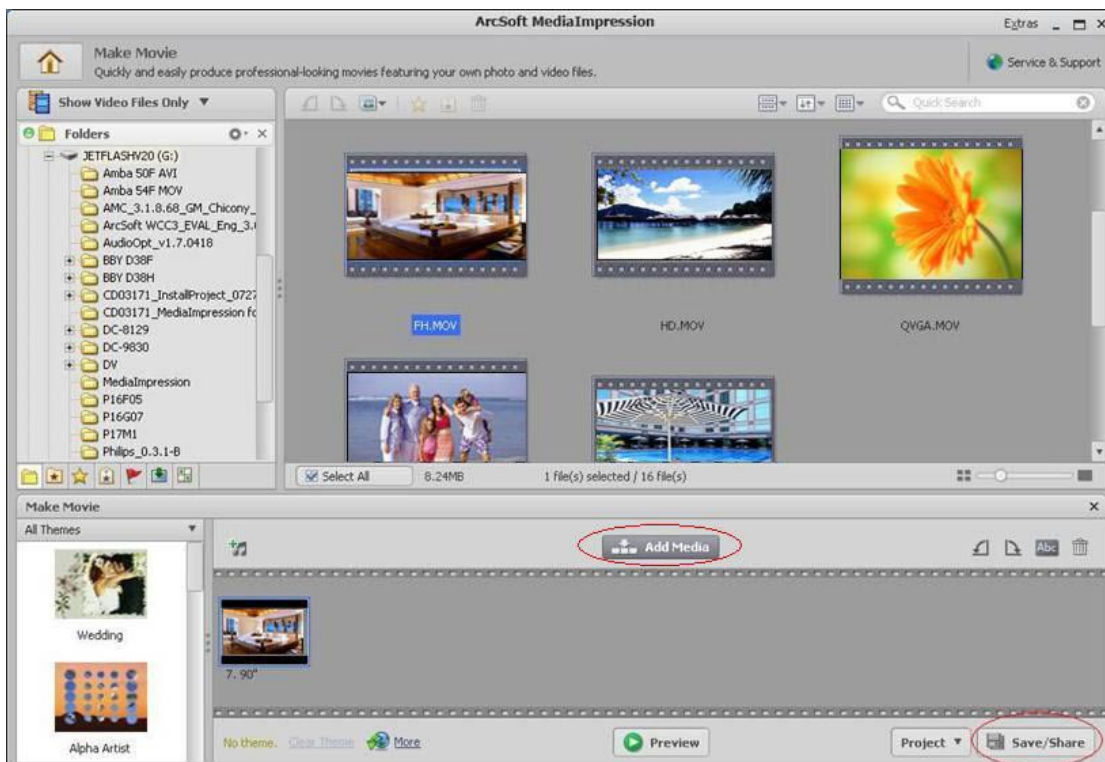 ArcSoft MediaImpression
Extras
Make Movie
Quickly and easily produce professional-looking movies featuring your own photo and video files.
Service & Support
Show Video Files Only
Quick Search
Folders
JETFLASHV20 (G:)
Amba 50F AVI
Amba 54F MOV
AMC_3.1.8.68_GM_Chicony_
ArcSoft WCC3_EVAL_Eng_3.
AudioOpt_v1.7.0418
BBY D38F
BBY D38H
CD03171_InstallProject_0727
CD03171_MediaImpression fo
DC-8129
DC-9830
DV
MediaImpression
P16F05
P16G07
P17M1
Philips_0.3.1-B
FH.MOV
HD.MOV
QVGA.MOV
Select All
8.24MB
1 file(s) selected / 16 file(s)
Make Movie
All Themes
Add Media
Abc
Wedding
7. 90"
Alpha Artist
No theme.
Clear Theme
More
Preview
Project
Save/Share